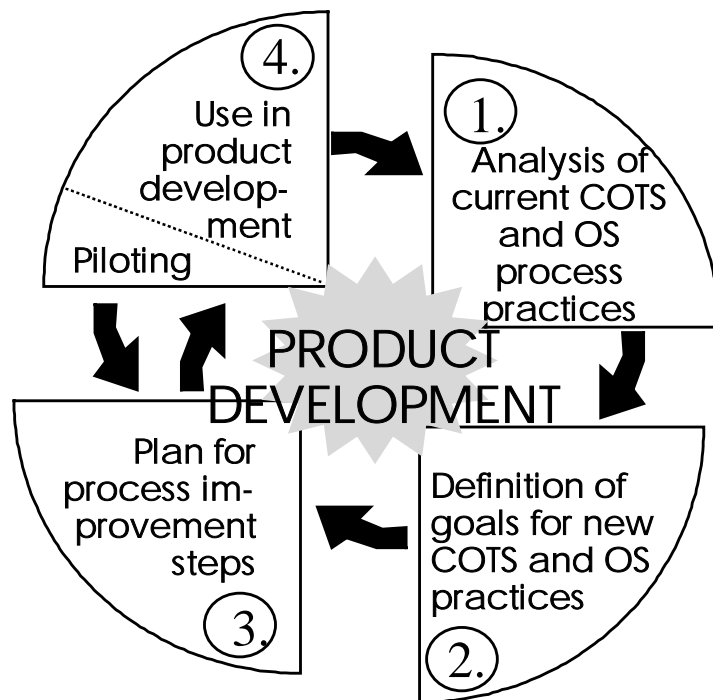 1.
Analysis of
current COTS
and OS
process
practices
2.
Definition of
goals for new
COTS and OS
practices
3.
Plan for
process im-
provement
steps
4.
Use in
product
develop-
ment
Piloting
PRODUCT
DEVELOPMENT